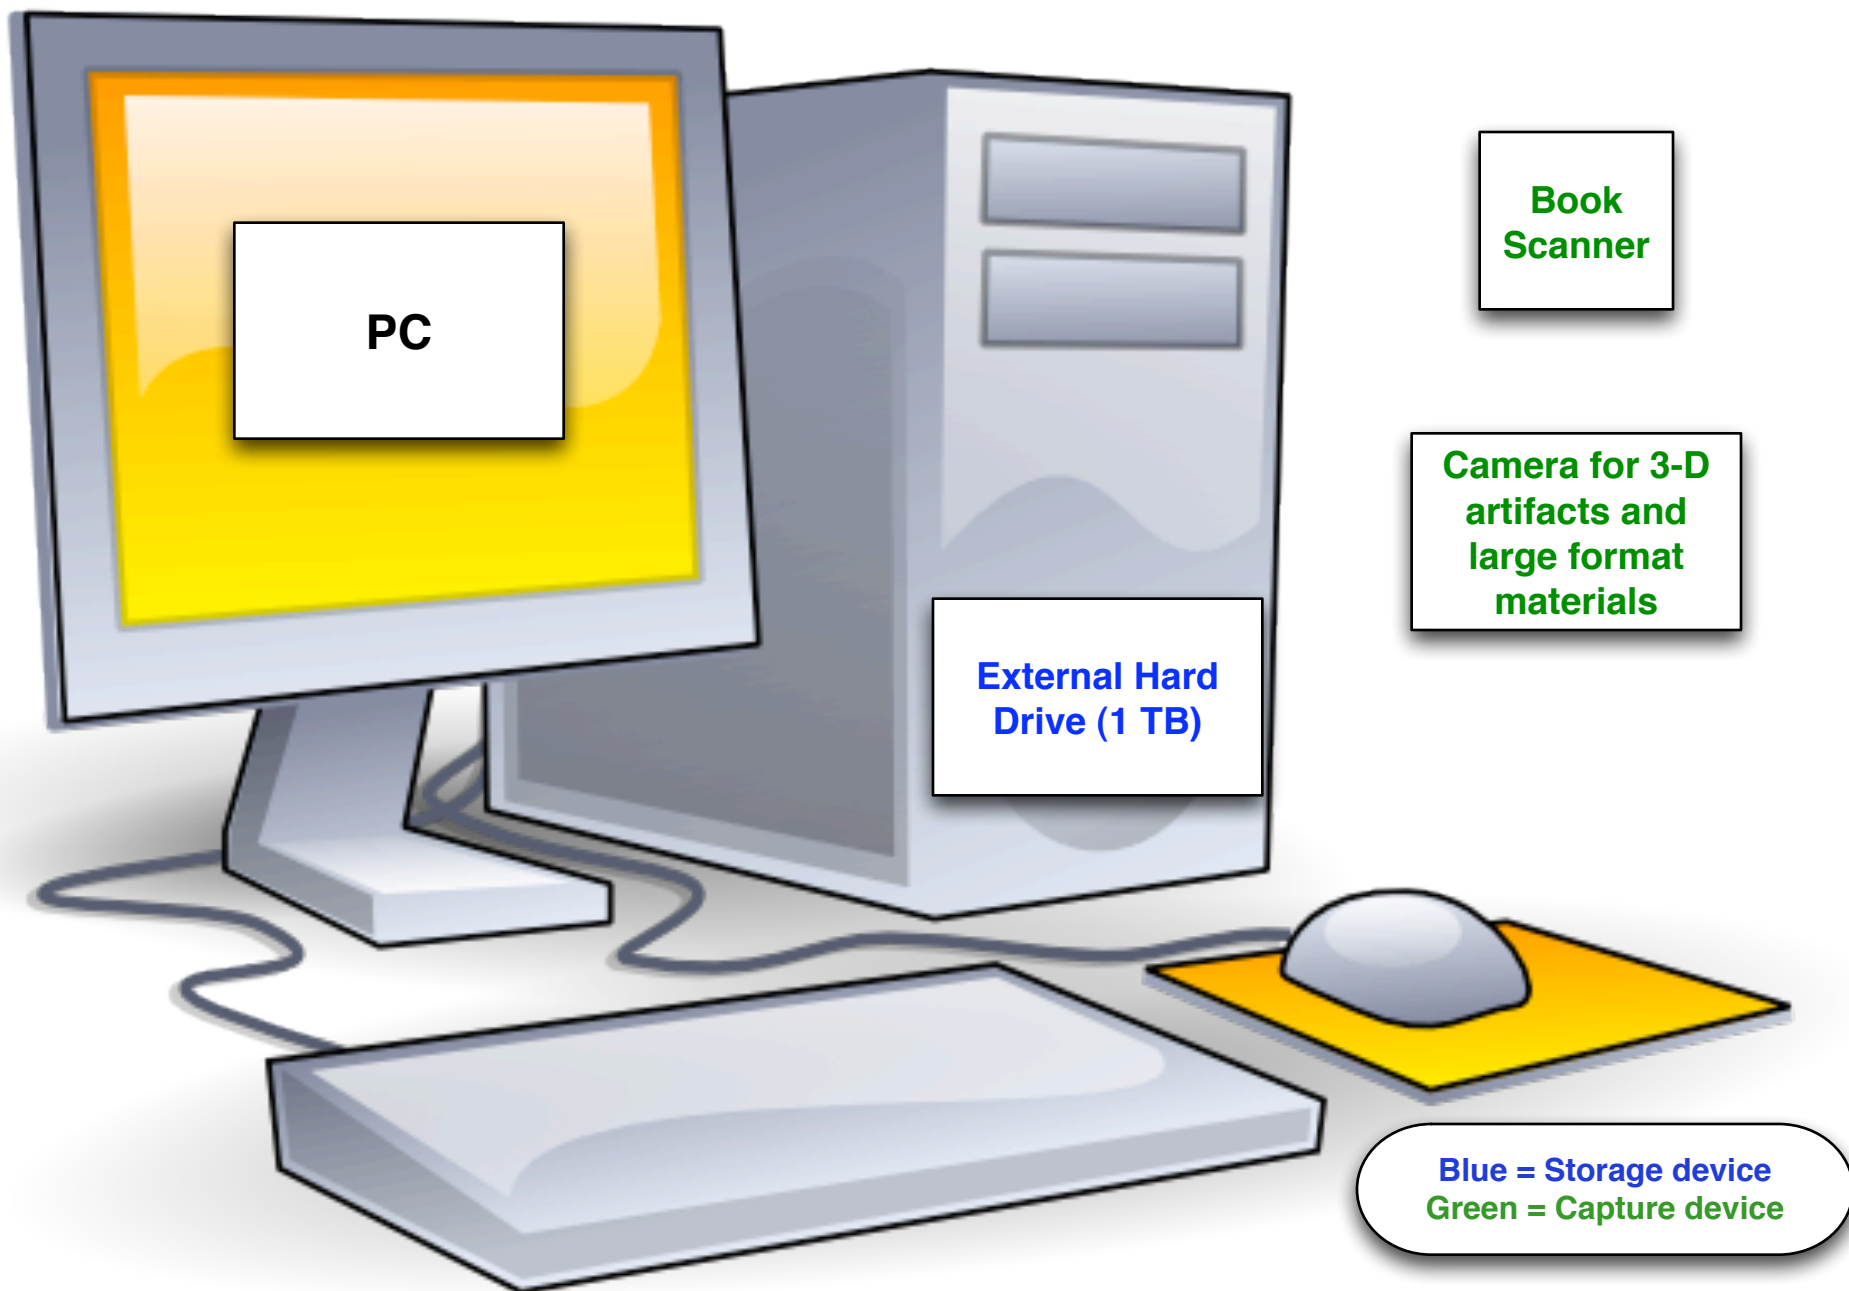 PC
Book
Scanner
Camera for 3-D
artifacts and
large format
materials
External Hard
Drive (1 TB)
Blue = Storage device
Green = Capture device